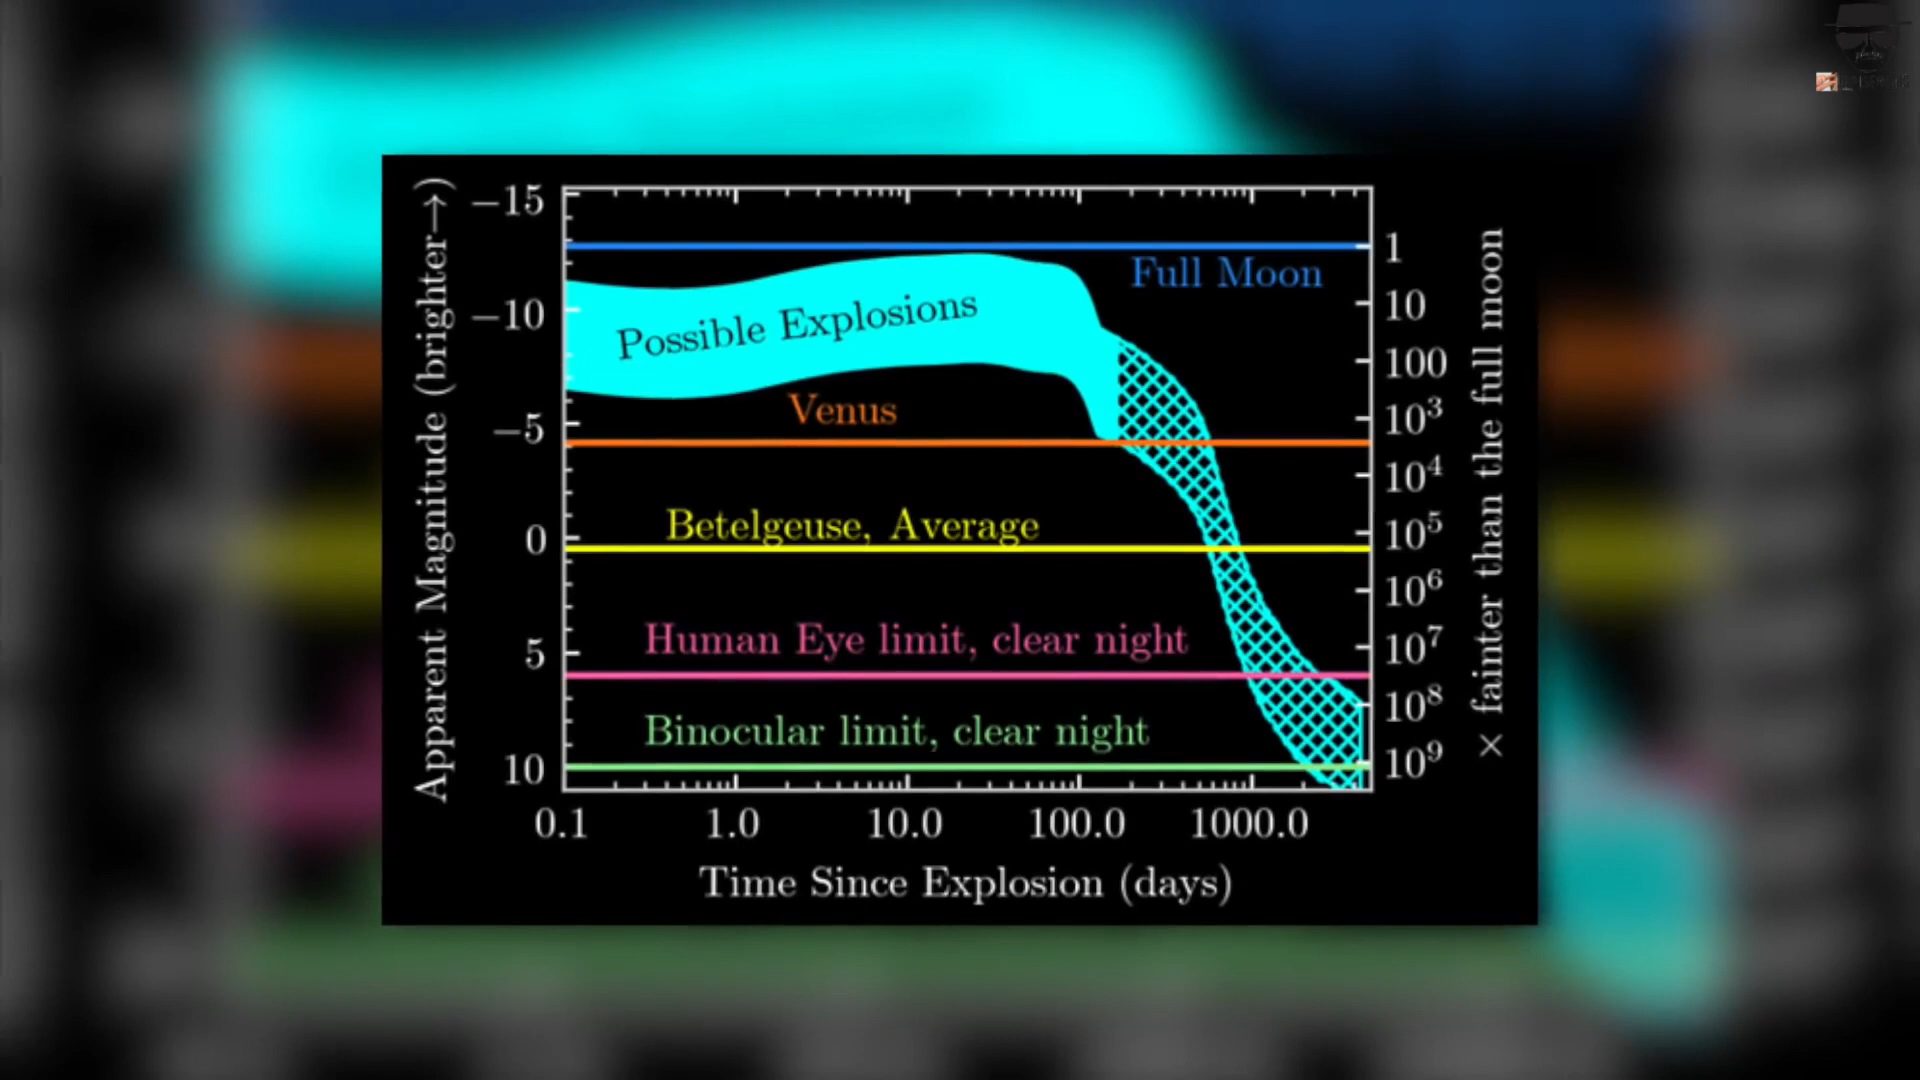 Apparent Magnitude (brighter→)
−15
−10
−5
0
5
10
Full Moon
Possible Explosions
Venus
Betelgeuse, Average
Human Eye limit, clear night
Binocular limit, clear night
1
10
100
10³
10⁴
10⁵
10⁶
10⁷
10⁸
10⁹
× fainter than the full moon
0.1 1.0 10.0 100.0 1000.0
Time Since Explosion (days)